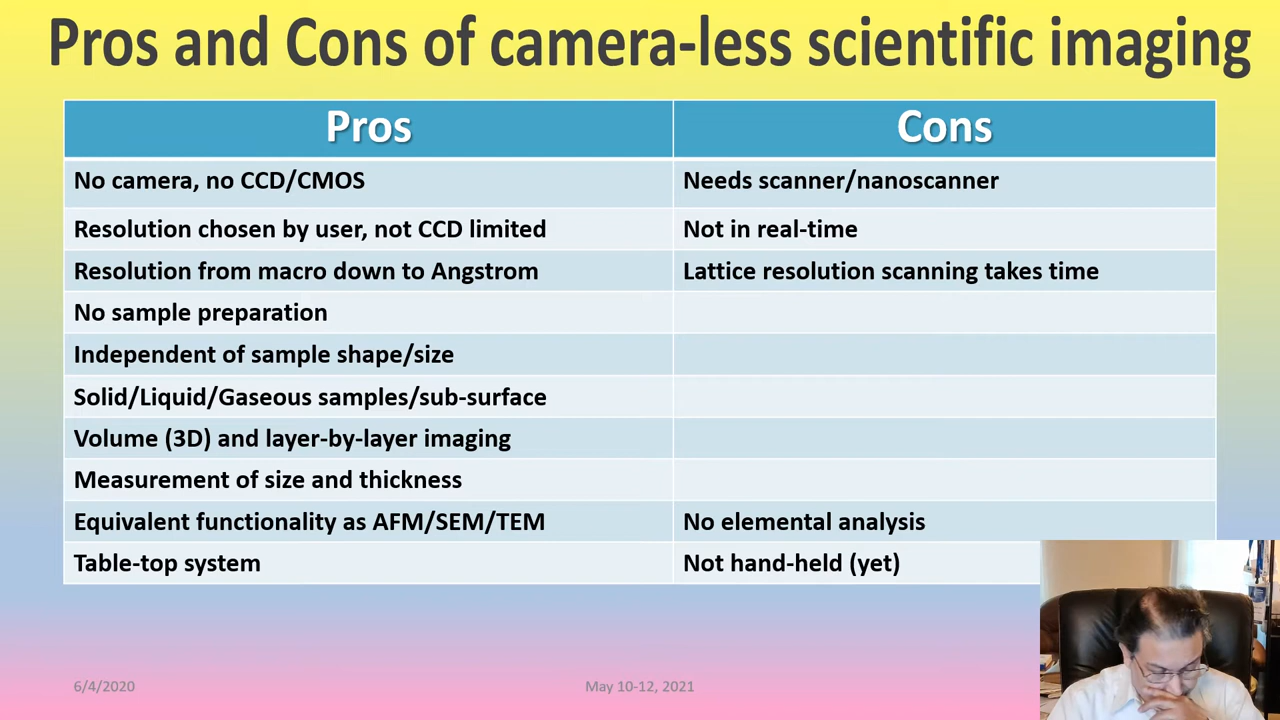 Pros and Cons of camera-less scientific imaging
Pros
Cons
No camera, no CCD/CMOS
Needs scanner/nanoscanner
Resolution chosen by user, not CCD limited
Not in real-time
Resolution from macro down to Angstrom
Lattice resolution scanning takes time
No sample preparation
Independent of sample shape/size
Solid/Liquid/Gaseous samples/sub-surface
Volume (3D) and layer-by-layer imaging
Measurement of size and thickness
Equivalent functionality as AFM/SEM/TEM
No elemental analysis
Table-top system
Not hand-held (yet)
6/4/2020
May 10-12, 2021